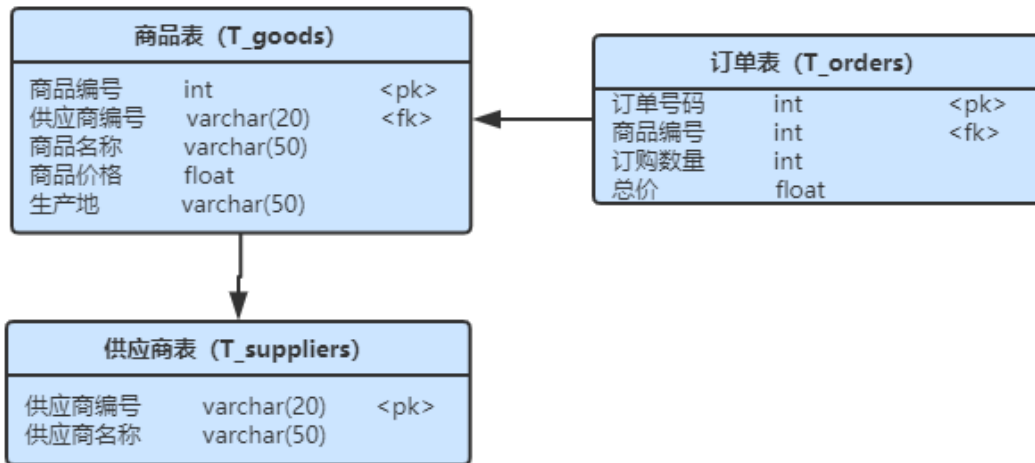 商品表（T_goods）
商品编号 int <pk>
供应商编号 varchar(20) <fk>
商品名称 varchar(50)
商品价格 float
生产地 varchar(50)
订单表（T_orders）
订单号码 int <pk>
商品编号 int <fk>
订购数量 int
总价 float
供应商表（T_suppliers）
供应商编号 varchar(20) <pk>
供应商名称 varchar(50)